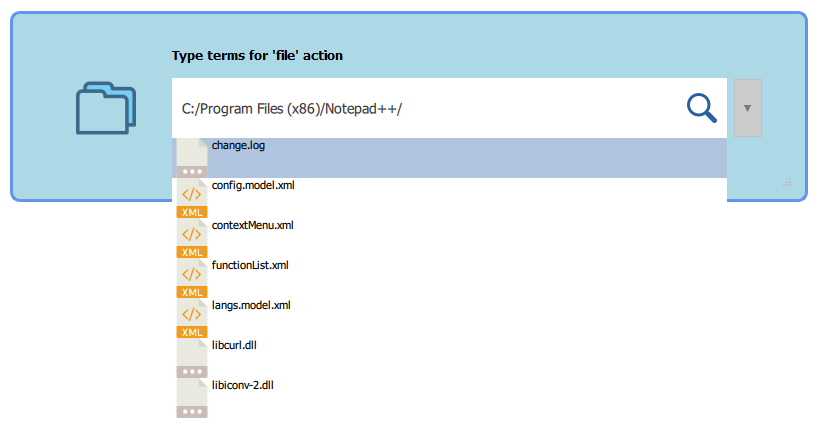 Type terms for 'file' action
C:/Program Files (x86)/Notepad++/
change.log
config.model.xml
XML
contextMenu.xml
XML
functionList.xml
XML
langs.model.xml
XML
libcurl.dll
libiconv-2.dll